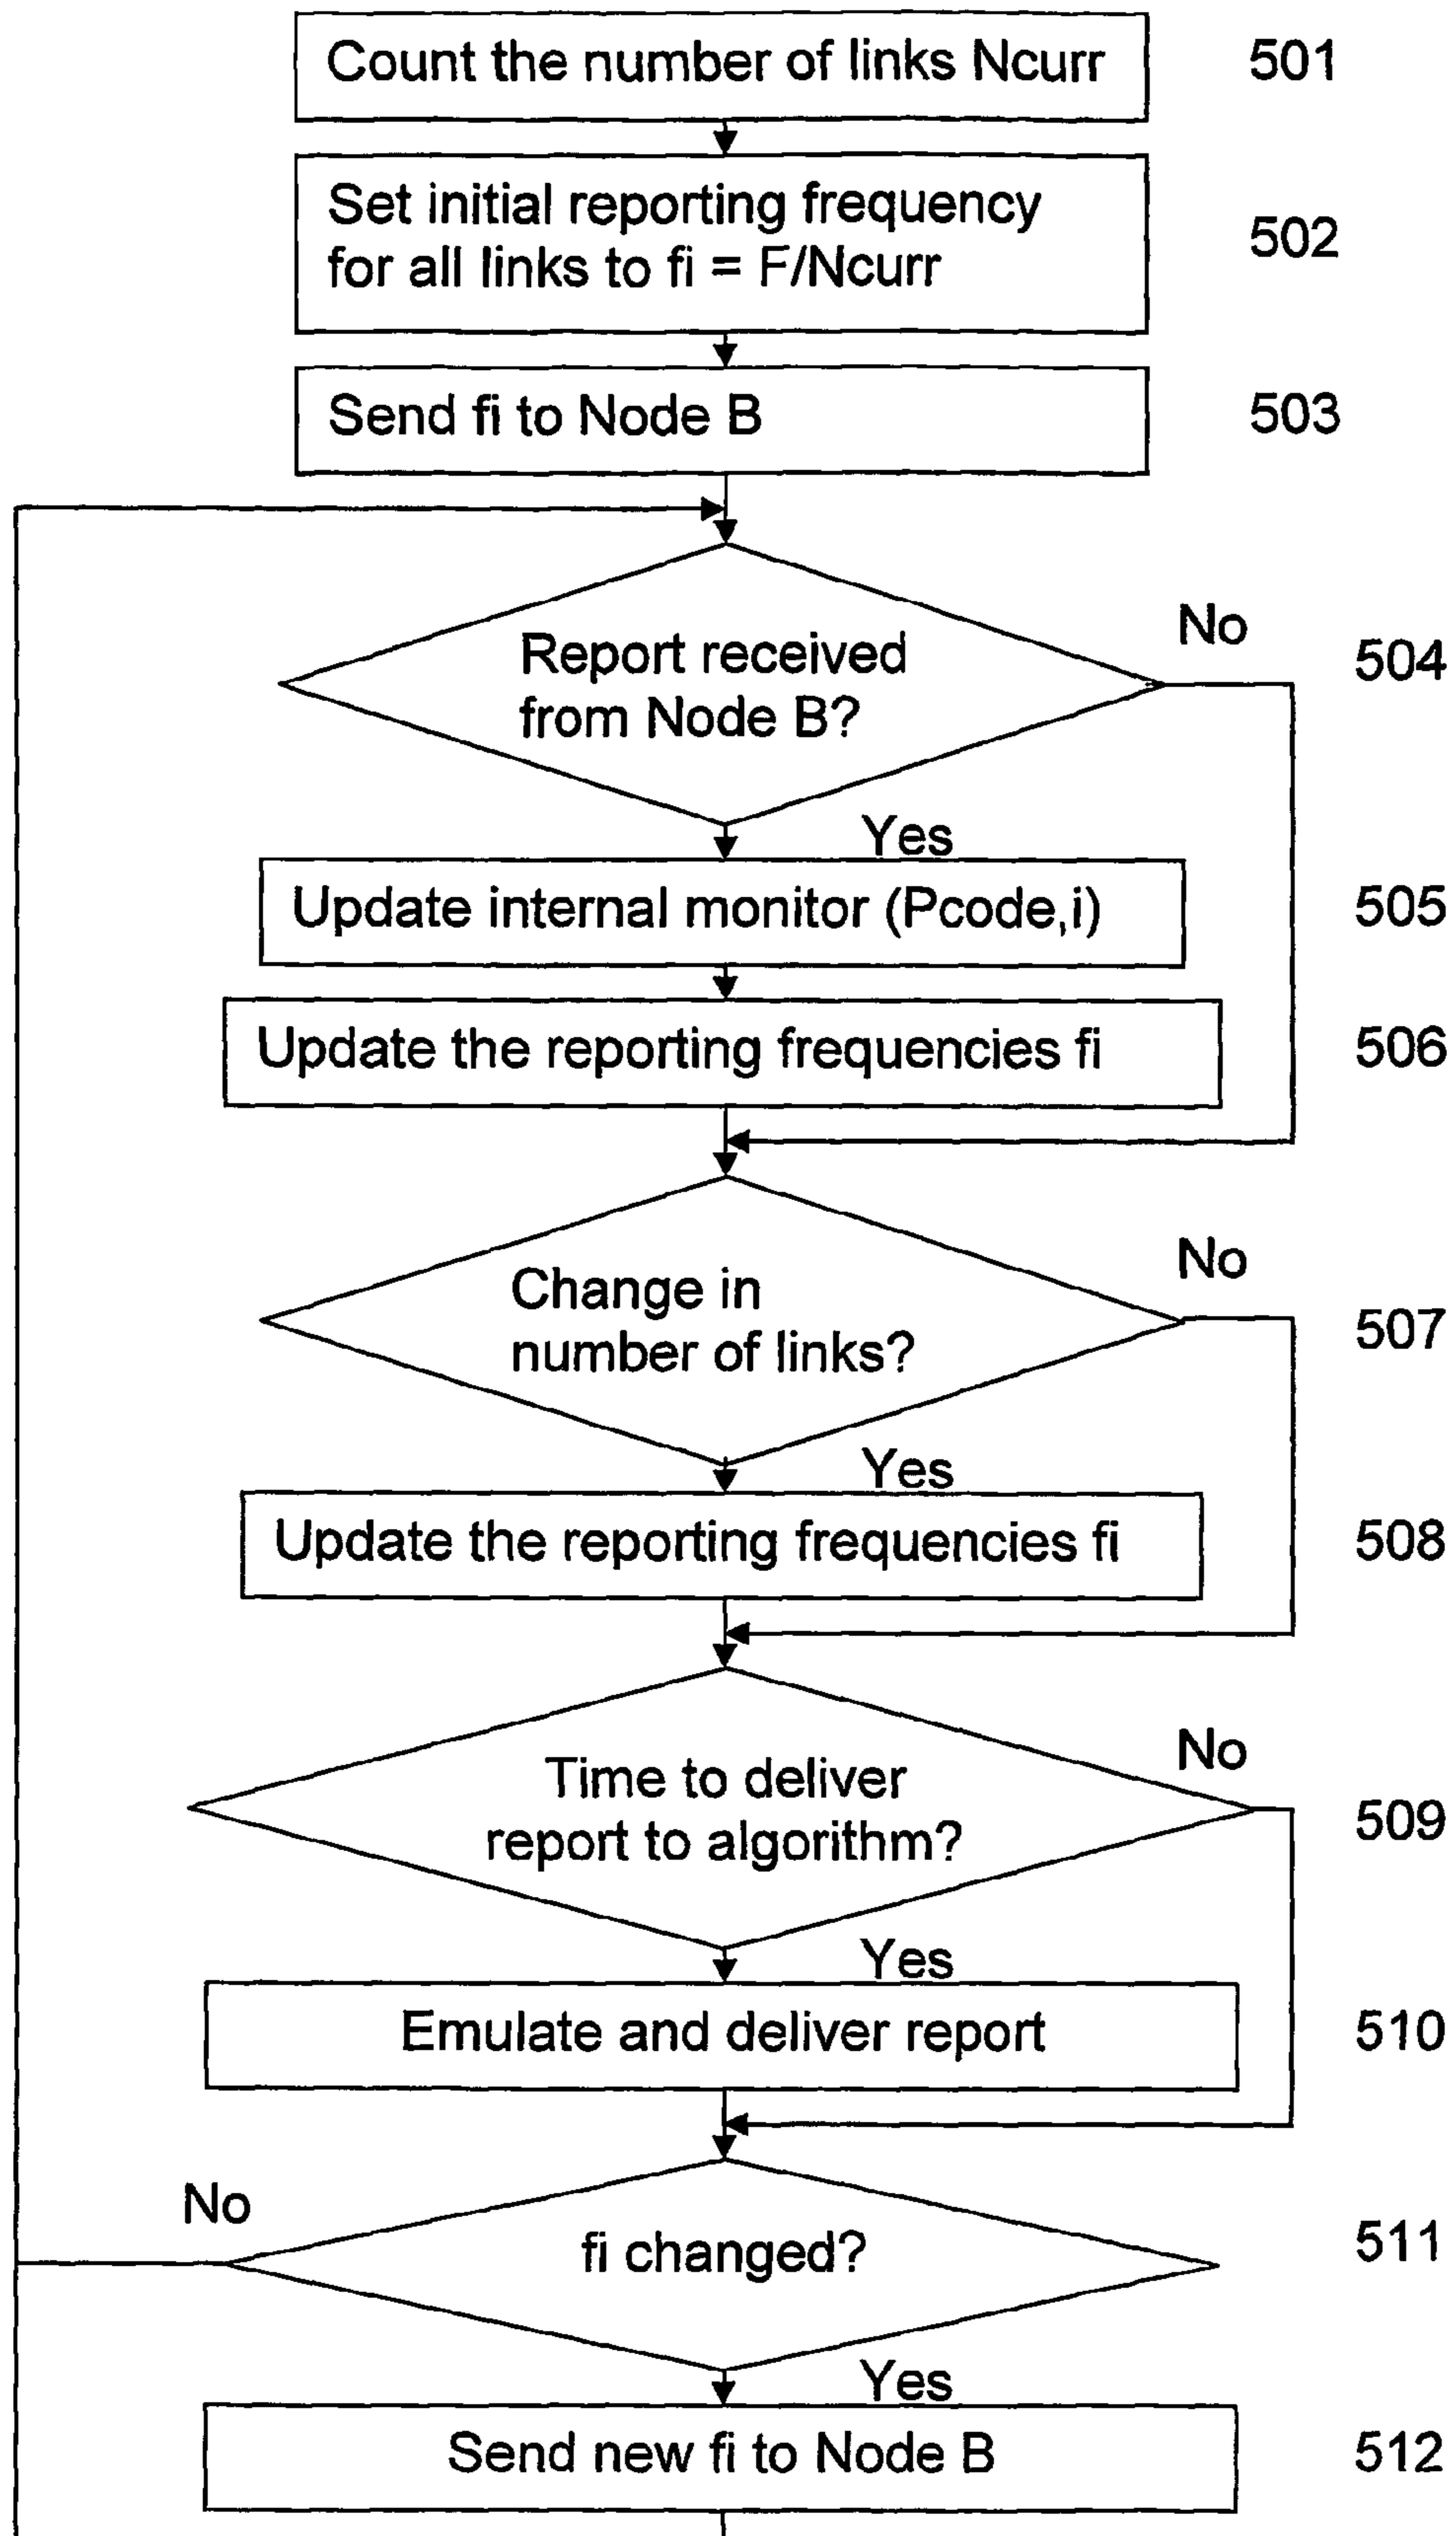 Count the number of links Ncurr
501
Set initial reporting frequency
for all links to fi = F/Ncurr
502
Send fi to Node B
503
Report received
from Node B?
No
504
Yes
Update internal monitor (Pcode,i)
505
Update the reporting frequencies fi
506
Change in
number of links?
No
507
Yes
Update the reporting frequencies fi
508
Time to deliver
report to algorithm?
No
509
Yes
Emulate and deliver report
510
No
fi changed?
511
Yes
Send new fi to Node B
512